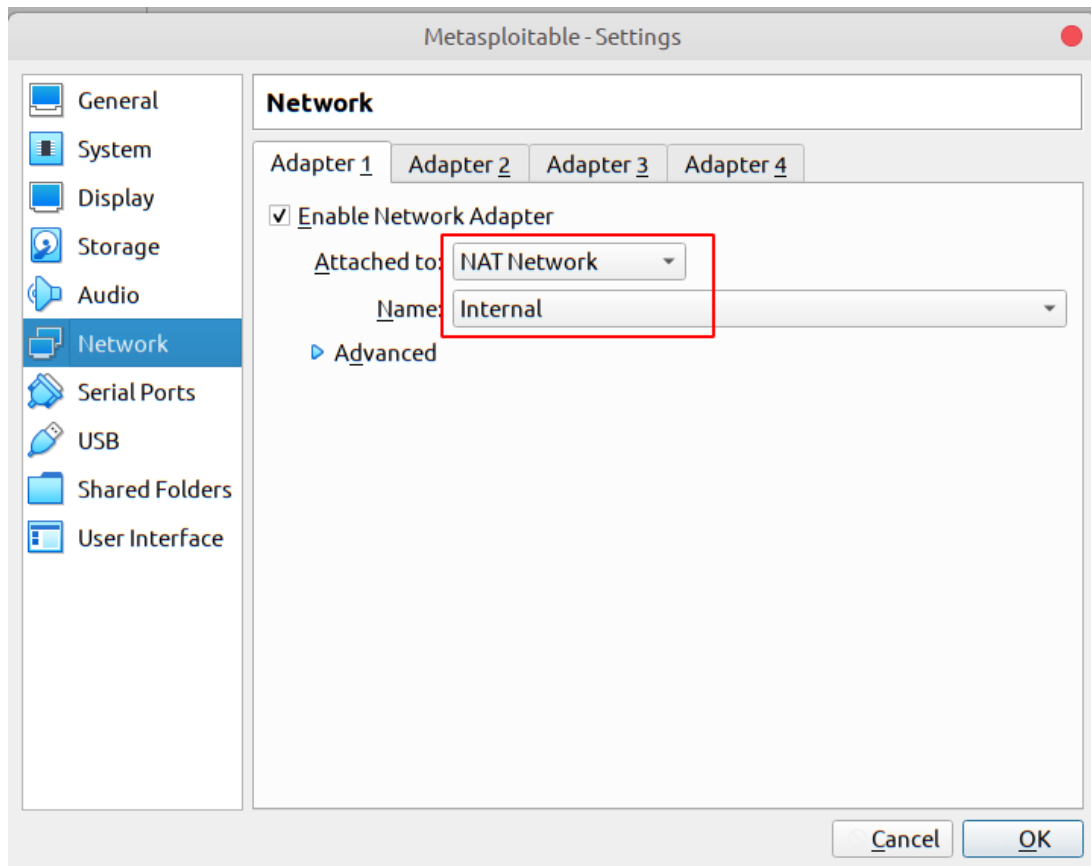 Metasploitable - Settings
General
System
Display
Storage
Audio
Network
Serial Ports
USB
Shared Folders
User Interface
Network
Adapter 1 Adapter 2 Adapter 3 Adapter 4
Enable Network Adapter
Attached to: NAT Network
Name: Internal
Advanced
Cancel OK